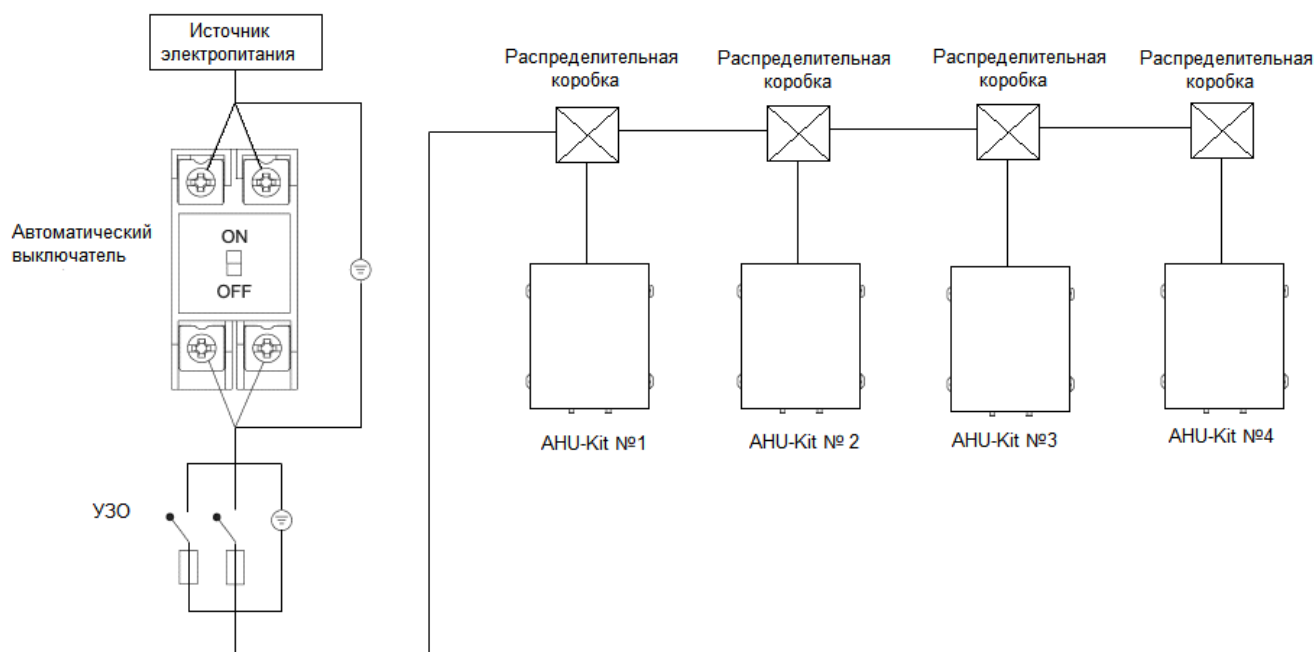 Источник
электропитания
Распределительная
коробка
Распределительная
коробка
Распределительная
коробка
Распределительная
коробка
Автоматический
выключатель
ON
OFF
AHU-Kit №1
AHU-Kit № 2
AHU-Kit №3
AHU-Kit №4
УЗО